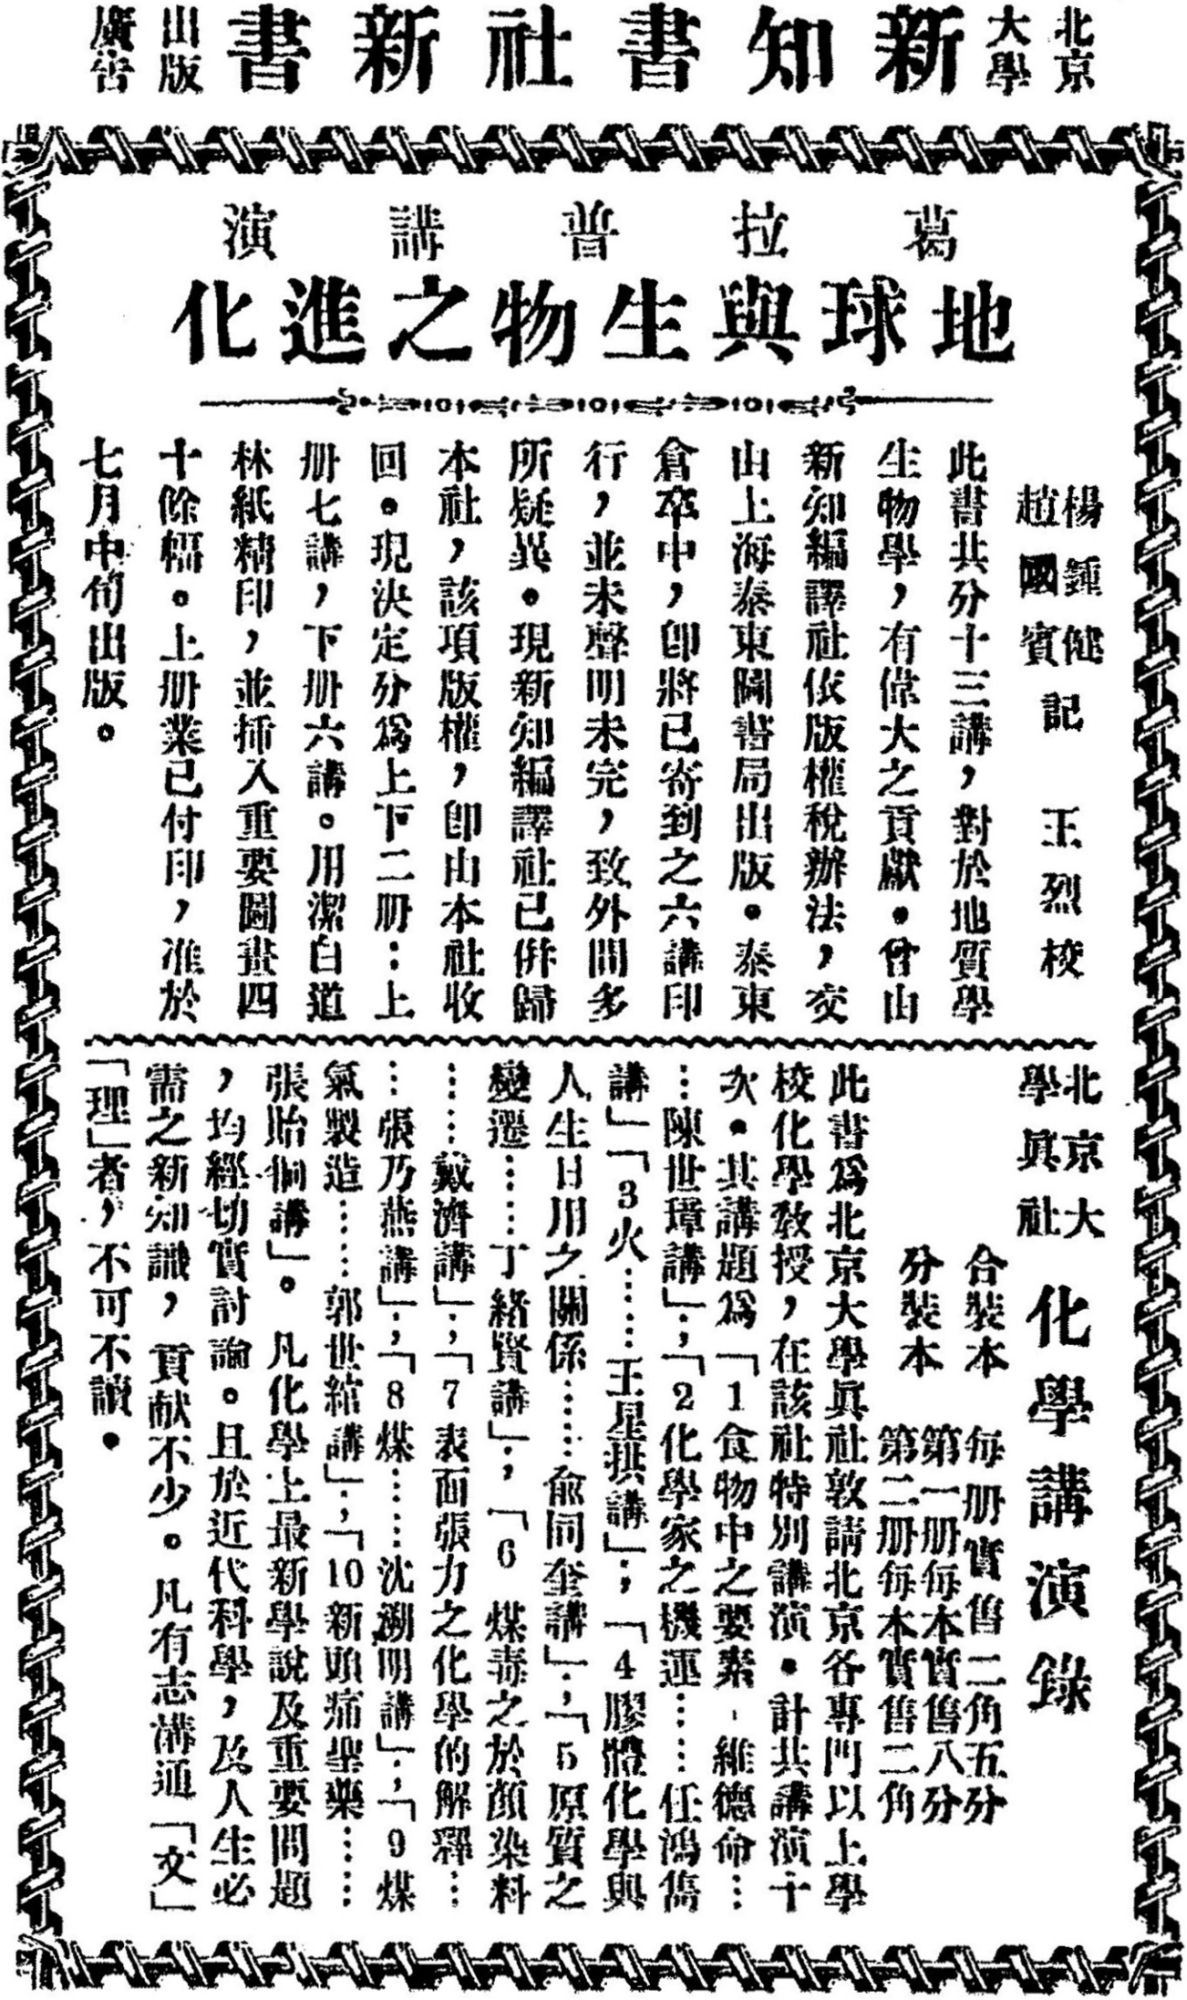 北京大學 新知書社新書 出版廣告
葛拉普講演
地球與生物之進化
楊鍾健
趙國賓
記 王烈校
此書共分十三講，對於地質學
生物學，有偉大之貢獻。曾由
新知編譯社依版權稅辦法，交
由上海泰東圖書局出版。泰東
倉卒中，卽將已寄到之六講印
行，並未聲明未完，致外間多
所疑異。現新知編譯社已倂歸
本社，該項版權，卽由本社收
回。現決定分爲上下二册：上
册七講，下册六講。用潔白道
林紙精印，並插入重要圖畫四
十餘幅。上册業已付印，准於
七月中旬出版。
北京大
學眞社
化學講演錄
合裝本 每册實售二角五分
分裝本 第一册每本實售八分
第二册每本實售二角
此書爲北京大學眞社敦請北京各專門以上學
校化學敎授，在該社特別講演。計共講演十
次。其講題爲「1食物中之要素-維德命…
…陳世璋講」；「2化學家之機運……任鴻雋
講」「3火……王星拱講」；「4膠體化學與
人生日用之關係……俞同奎講」；「5原質之
變遷……丁緒賢講」；「6 煤毒之於顏染料
……戴濟講」；「7表面張力之化學的解釋…
…張乃燕講」；「8煤……沈溯明講」；「9煤
氣製造……郭世綰講」；「10新頭痛聖藥……
張貽侗講」。凡化學上最新學說及重要問題
，均經切實討論。且於近代科學，及人生必
需之新知識，貢献不少。凡有志溝通「文」
「理」者，不可不讀。